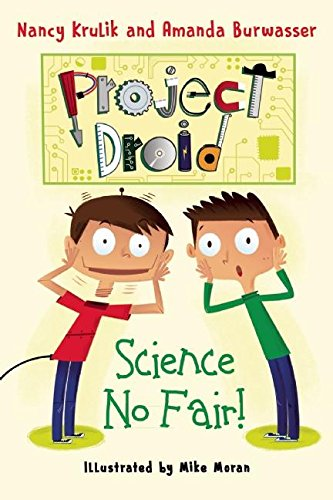 Nancy Krulik and Amanda Burwasser
Project
Droid
Science
No Fair!
Illustrated by Mike Moran